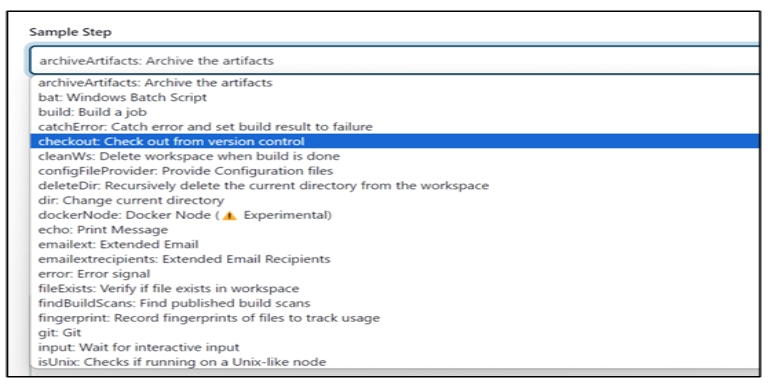 Sample Step
archiveArtifacts: Archive the artifacts
archiveArtifacts: Archive the artifacts
bat: Windows Batch Script
build: Build a job
catchError: Catch error and set build result to failure
checkout: Check out from version control
cleanWs: Delete workspace when build is done
configFileProvider: Provide Configuration files
deleteDir: Recursively delete the current directory from the workspace
dir: Change current directory
dockerNode: Docker Node (⚠ Experimental)
echo: Print Message
emailext: Extended Email
emailextrecipients: Extended Email Recipients
error: Error signal
fileExists: Verify if file exists in workspace
findBuildScans: Find published build scans
fingerprint: Record fingerprints of files to track usage
git: Git
input: Wait for interactive input
isUnix: Checks if running on a Unix-like node